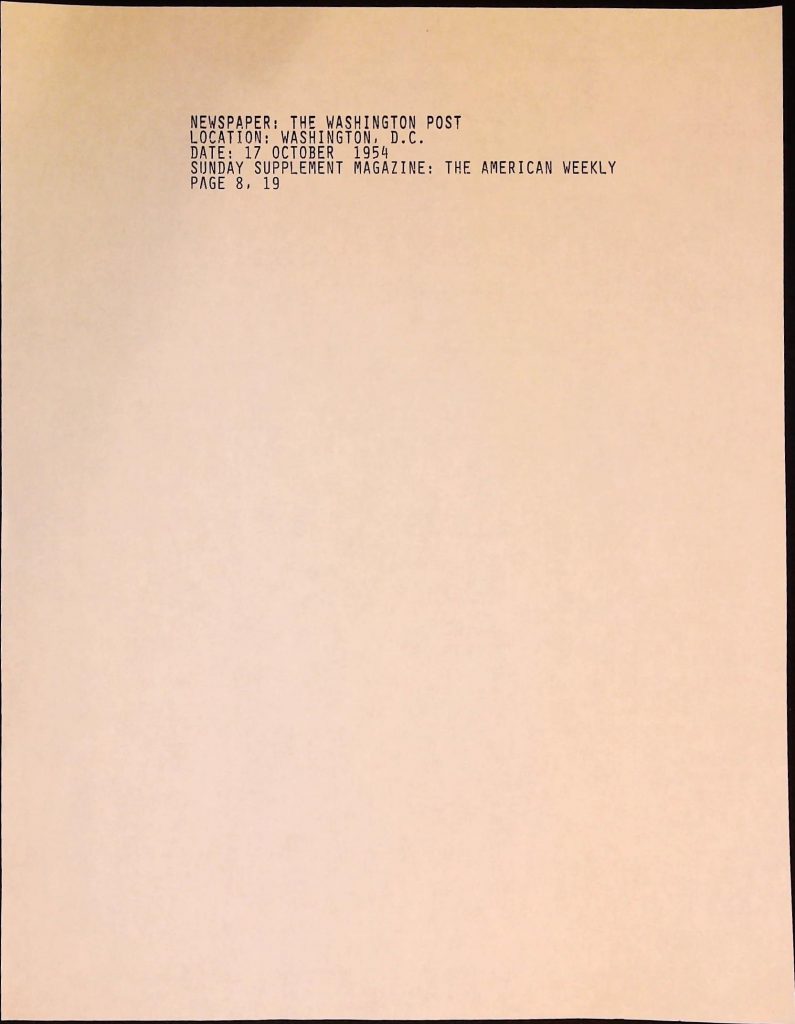 NEWSPAPER: THE WASHINGTON POST
LOCATION: WASHINGTON, D.C.
DATE: 17 OCTOBER  1954
SUNDAY SUPPLEMENT MAGAZINE: THE AMERICAN WEEKLY
PAGE 8, 19